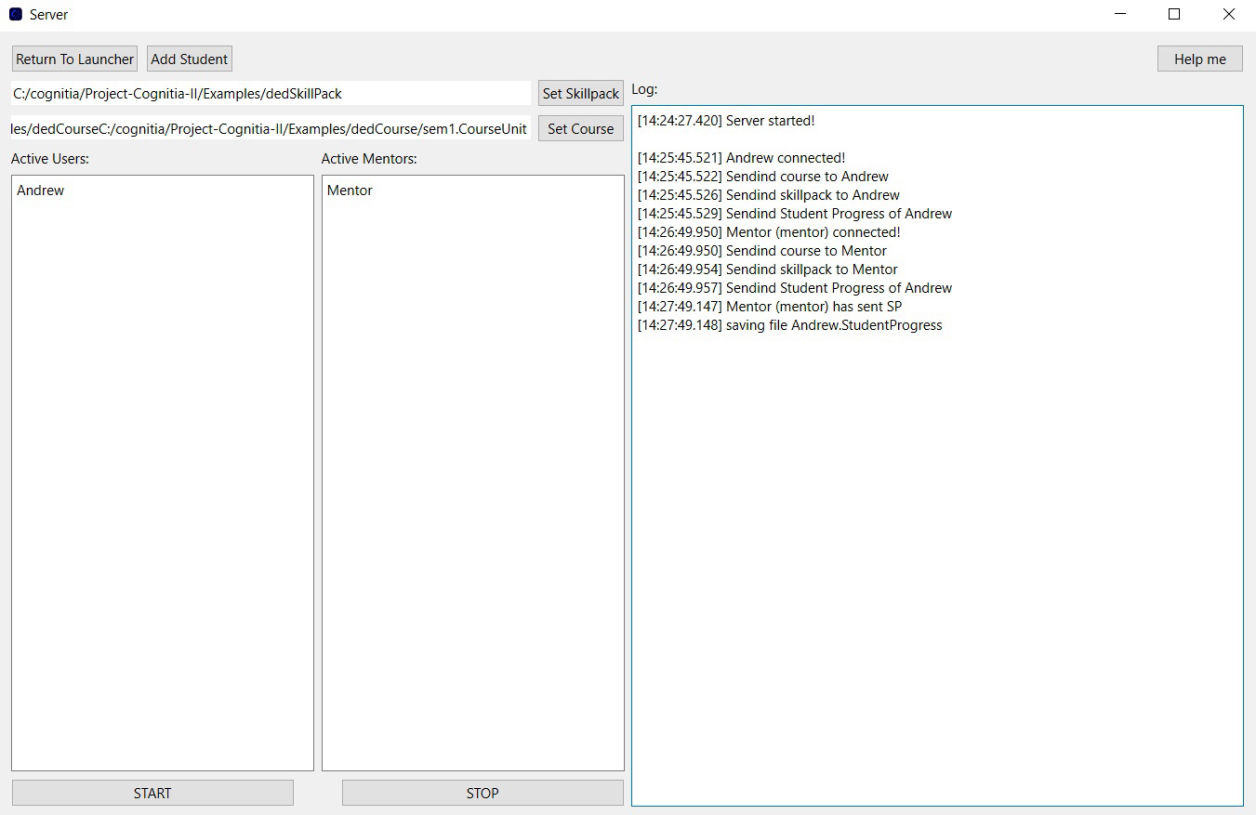 Server
Return To Launcher Add Student Help me
C:/cognitia/Project-Cognitia-II/Examples/dedSkillPack Set Skillpack
les/dedCourseC:/cognitia/Project-Cognitia-II/Examples/dedCourse/sem1.CourseUnit Set Course
Active Users: Active Mentors:
Andrew Mentor
START STOP
Log:
[14:24:27.420] Server started!
[14:25:45.521] Andrew connected!
[14:25:45.522] Sendind course to Andrew
[14:25:45.526] Sendind skillpack to Andrew
[14:25:45.529] Sendind Student Progress of Andrew
[14:26:49.950] Mentor (mentor) connected!
[14:26:49.950] Sendind course to Mentor
[14:26:49.954] Sendind skillpack to Mentor
[14:26:49.957] Sendind Student Progress of Andrew
[14:27:49.147] Mentor (mentor) has sent SP
[14:27:49.148] saving file Andrew.StudentProgress